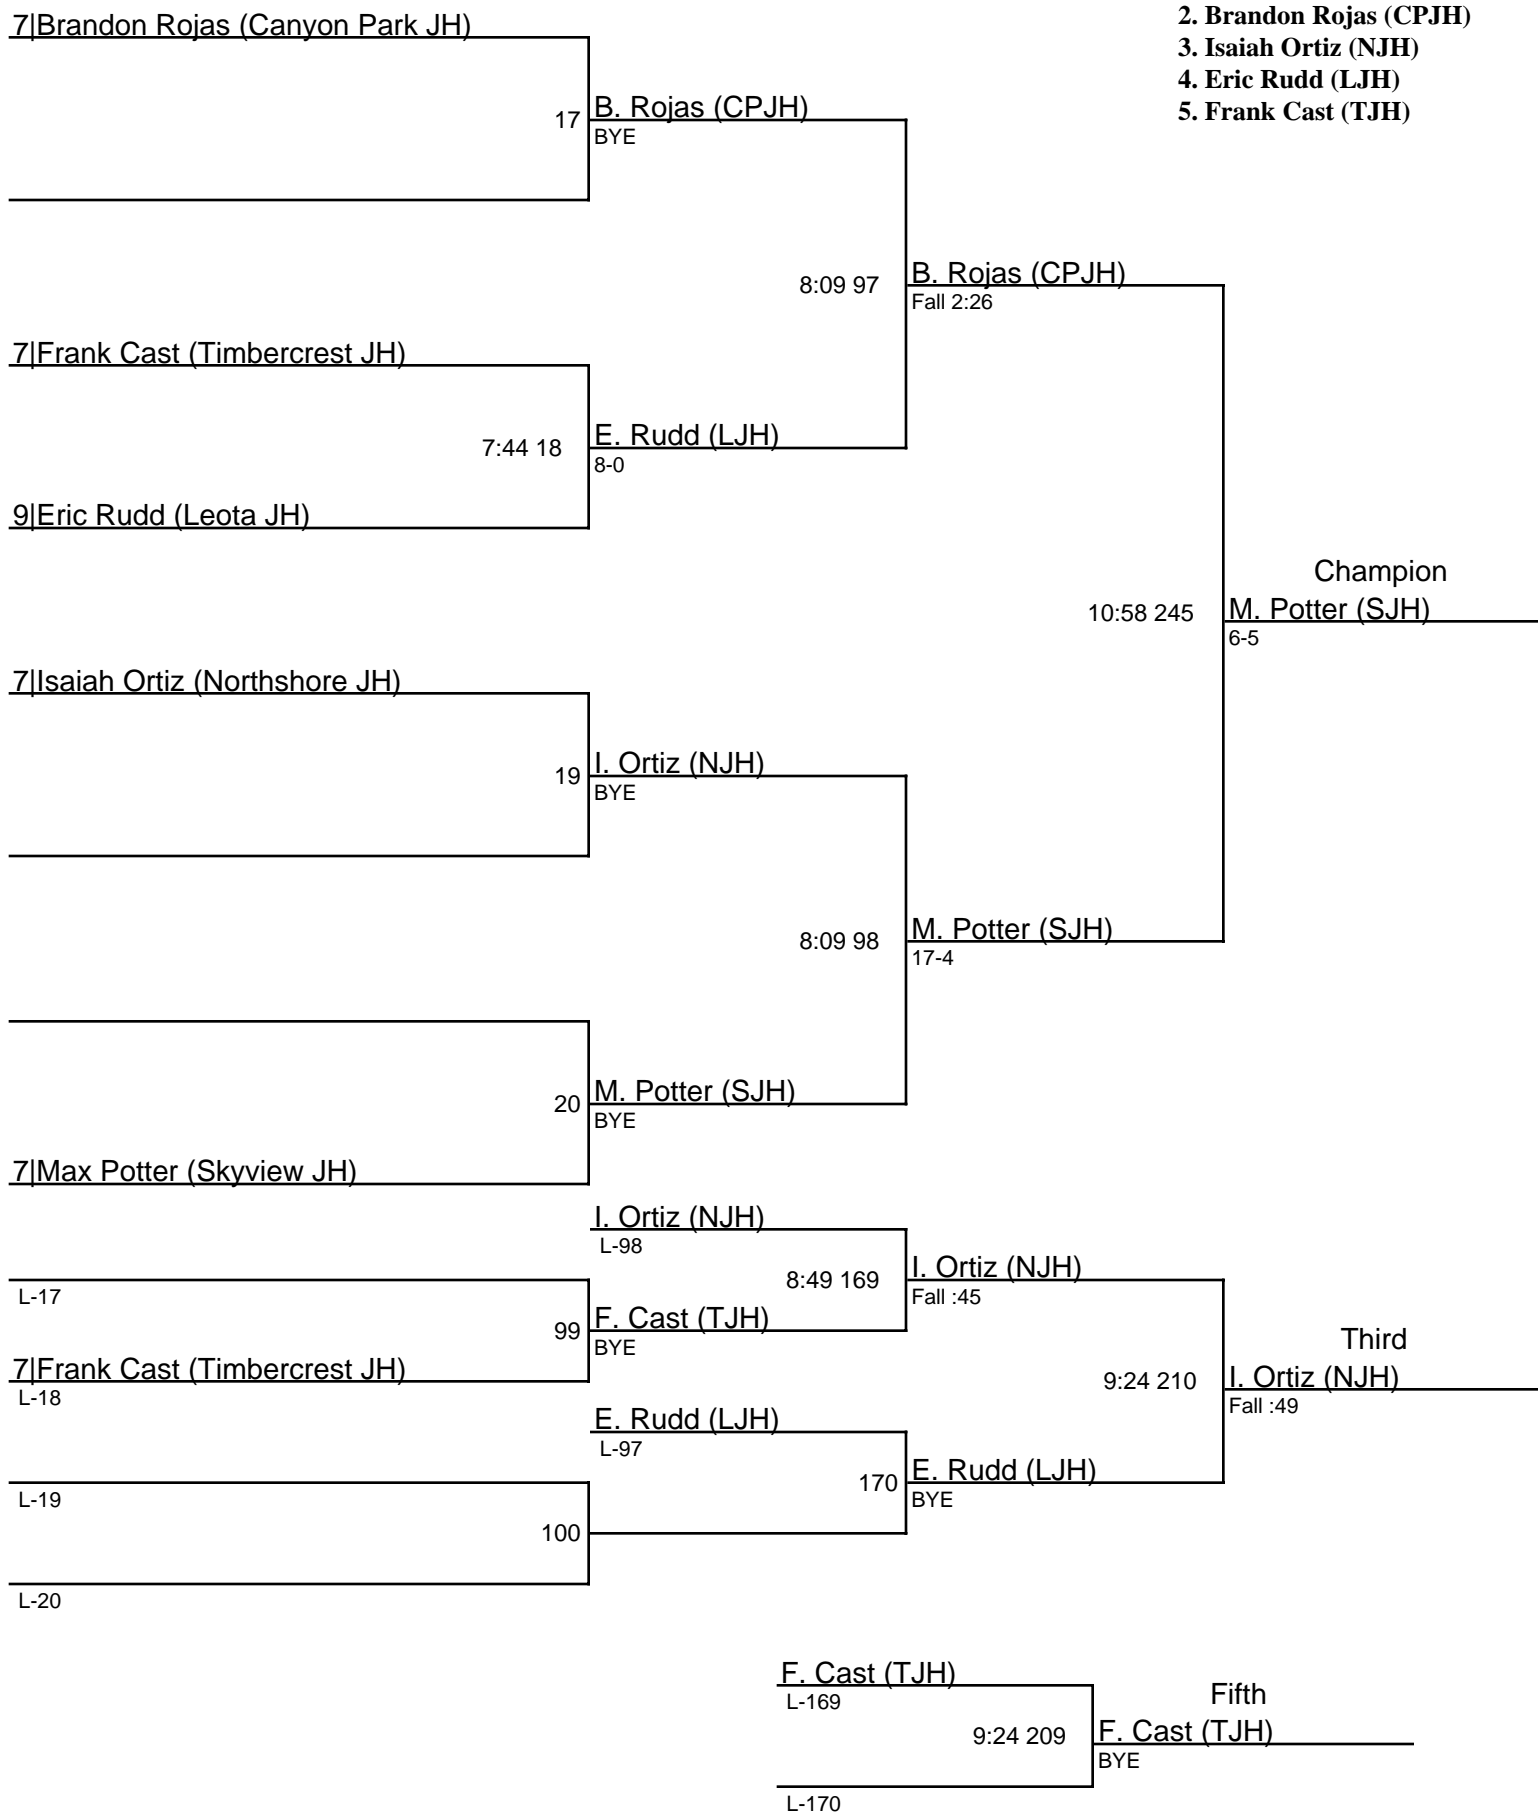 7|Brandon Rojas (Canyon Park JH)
2. Brandon Rojas (CPJH)
3. Isaiah Ortiz (NJH)
4. Eric Rudd (LJH)
5. Frank Cast (TJH)
17
B. Rojas (CPJH)
BYE
8:09 97
B. Rojas (CPJH)
Fall 2:26
7|Frank Cast (Timbercrest JH)
7:44 18
E. Rudd (LJH)
8-0
9|Eric Rudd (Leota JH)
Champion
10:58 245
M. Potter (SJH)
6-5
7|Isaiah Ortiz (Northshore JH)
19
I. Ortiz (NJH)
BYE
8:09 98
M. Potter (SJH)
17-4
20
M. Potter (SJH)
BYE
7|Max Potter (Skyview JH)
I. Ortiz (NJH)
L-98
8:49 169
I. Ortiz (NJH)
Fall :45
L-17
99
F. Cast (TJH)
BYE
7|Frank Cast (Timbercrest JH)
L-18
Third
9:24 210
I. Ortiz (NJH)
Fall :49
E. Rudd (LJH)
L-97
170
E. Rudd (LJH)
BYE
L-19
100
L-20
F. Cast (TJH)
L-169
Fifth
9:24 209
F. Cast (TJH)
BYE
L-170